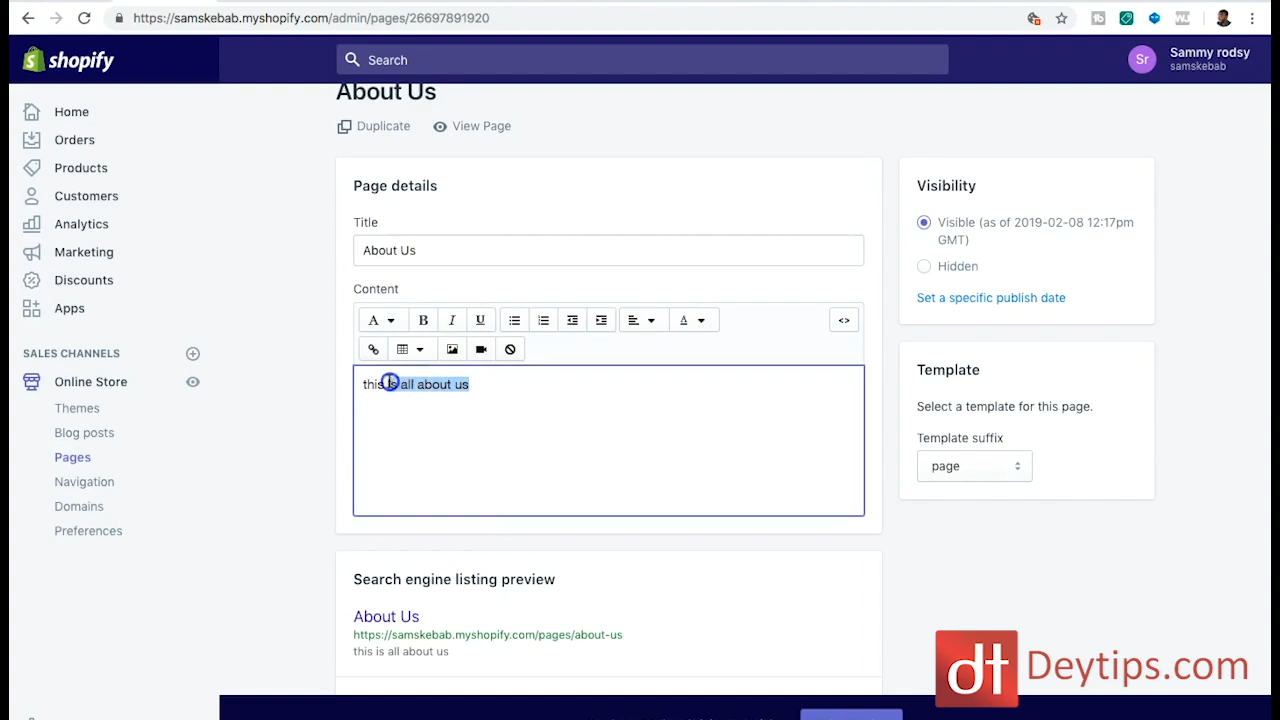 https://samskebab.myshopify.com/admin/pages/26697891920
shopify
Search
Sr
Sammy rodsy
samskebab
Home
Orders
Products
Customers
Analytics
Marketing
Discounts
Apps
SALES CHANNELS
Online Store
Themes
Blog posts
Pages
Navigation
Domains
Preferences
About Us
Duplicate
View Page
Page details
Title
About Us
Content
A
B
I
U
A
<>
this is all about us
Search engine listing preview
About Us
https://samskebab.myshopify.com/pages/about-us
this is all about us
Visibility
Visible (as of 2019-02-08 12:17pm
GMT)
Hidden
Set a specific publish date
Template
Select a template for this page.
Template suffix
page
dt Deytips.com